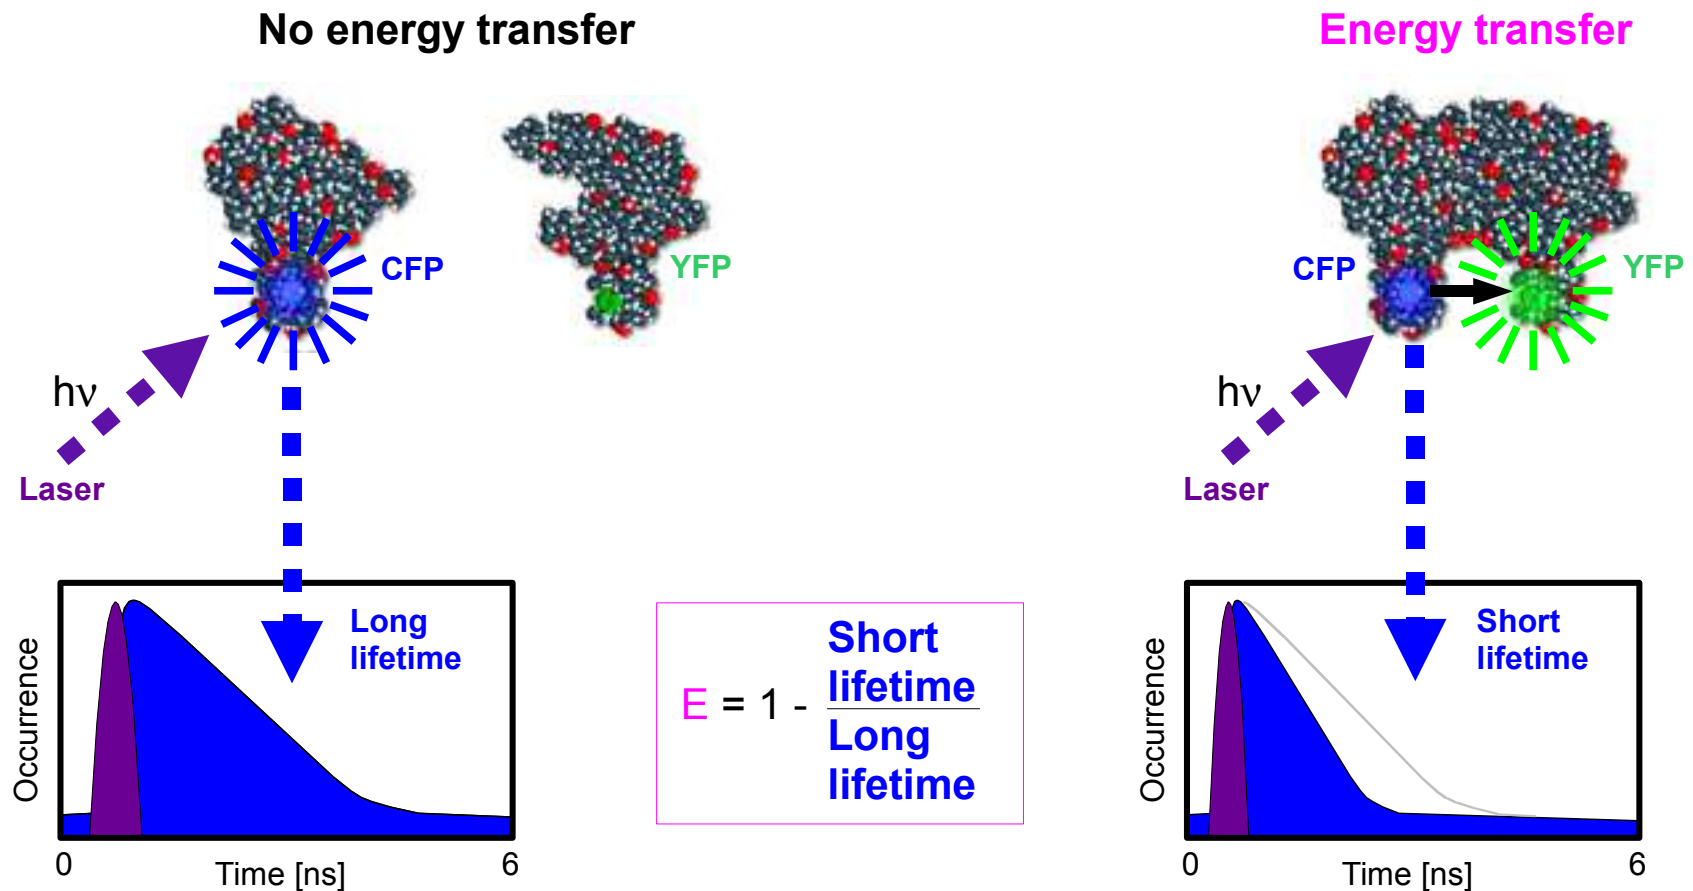 No energy transfer
Energy transfer
CFP
YFP
CFP
YFP
hν
Laser
hν
Laser
Long
lifetime
Occurrence
0
6
Time [ns]
E = 1 -
Short
lifetime
Long
lifetime
Short
lifetime
Occurrence
0
6
Time [ns]